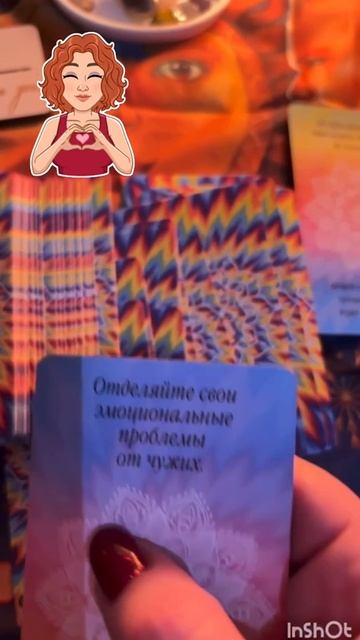 Отделяйте свои
эмоциональные
проблемы
от чужих.
InShOt